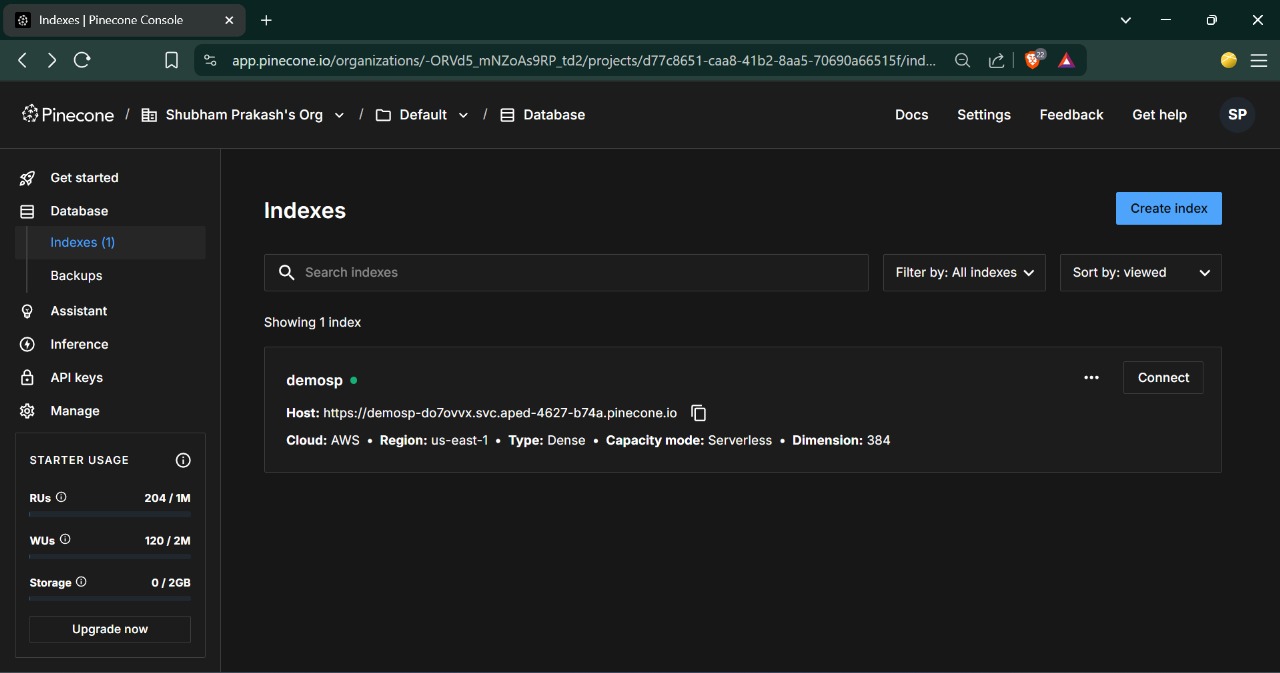 Indexes | Pinecone Console
app.pinecone.io/organizations/-ORVd5_mNZoAs9RP_td2/projects/d77c8651-caa8-41b2-8aa5-70690a66515f/ind...
22
Pinecone / Shubham Prakash's Org / Default / Database
Docs Settings Feedback Get help SP
Get started
Database
Indexes (1)
Backups
Assistant
Inference
API keys
Manage
STARTER USAGE
RUs 204 / 1M
WUs 120 / 2M
Storage 0 / 2GB
Upgrade now
Indexes
Create index
Search indexes
Filter by: All indexes
Sort by: viewed
Showing 1 index
demosp
Connect
Host: https://demosp-do7ovvx.svc.aped-4627-b74a.pinecone.io
Cloud: AWS • Region: us-east-1 • Type: Dense • Capacity mode: Serverless • Dimension: 384